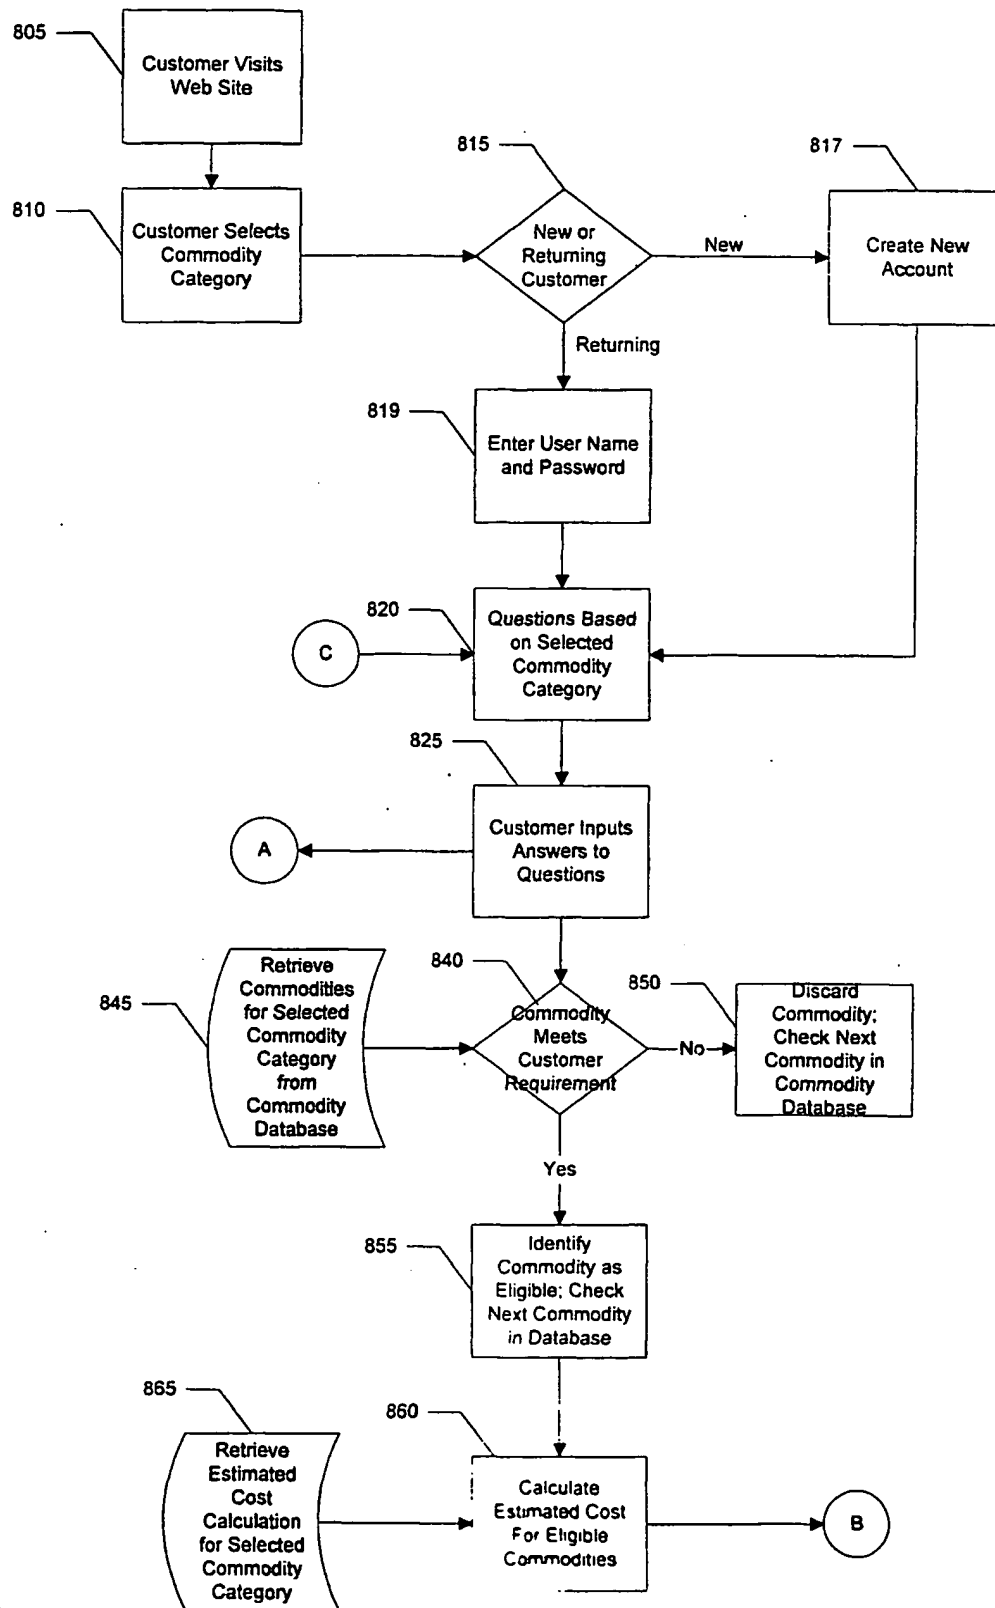 805
Customer Visits
Web Site
815
817
810
Customer Selects
Commodity
Category
New or
Returning
Customer
New
Create New
Account
Returning
819
Enter User Name
and Password
820
Questions Based
on Selected
Commodity
Category
C
825
Customer Inputs
Answers to
Questions
A
840
845
Retrieve
Commodities
for Selected
Commodity
Category
from
Commodity
Database
Commodity
Meets
Customer
Requirement
No
850
Discard
Commodity;
Check Next
Commodity in
Commodity
Database
Yes
855
Identify
Commodity as
Eligible; Check
Next Commodity
in Database
865
860
Retrieve
Estimated
Cost
Calculation
for Selected
Commodity
Category
Calculate
Estimated Cost
For Eligible
Commodities
B